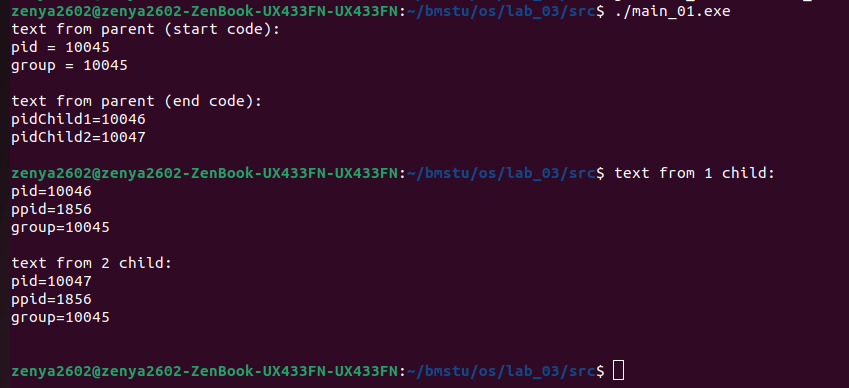 zenya2602@zenya2602-ZenBook-UX433FN-UX433FN:~/bmstu/os/lab_03/src$ ./main_01.exe
text from parent (start code):
pid = 10045
group = 10045
text from parent (end code):
pidChild1=10046
pidChild2=10047
zenya2602@zenya2602-ZenBook-UX433FN-UX433FN:~/bmstu/os/lab_03/src$ text from 1 child:
pid=10046
ppid=1856
group=10045
text from 2 child:
pid=10047
ppid=1856
group=10045
zenya2602@zenya2602-ZenBook-UX433FN-UX433FN:~/bmstu/os/lab_03/src$